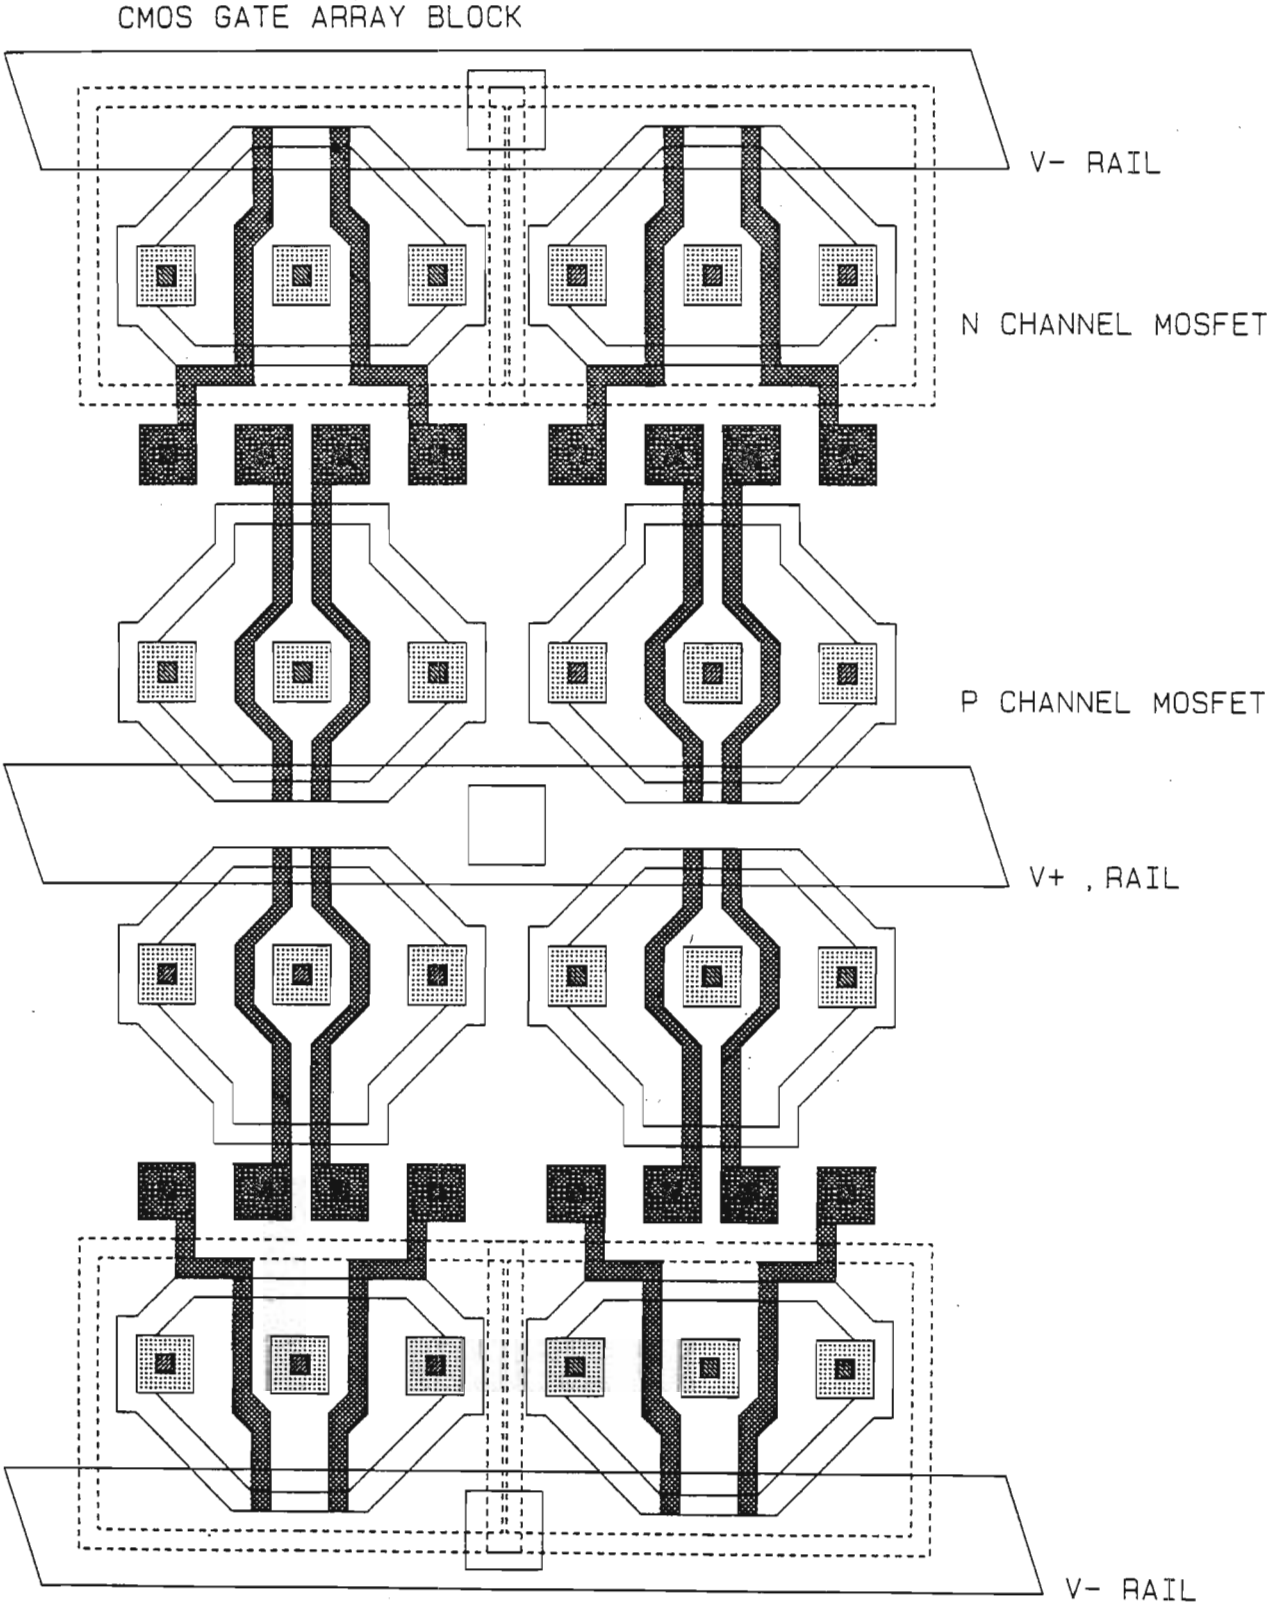 CMOS GATE ARRAY BLOCK
V- RAIL
N CHANNEL MOSFET
P CHANNEL MOSFET
V+ , RAIL
V- RAIL